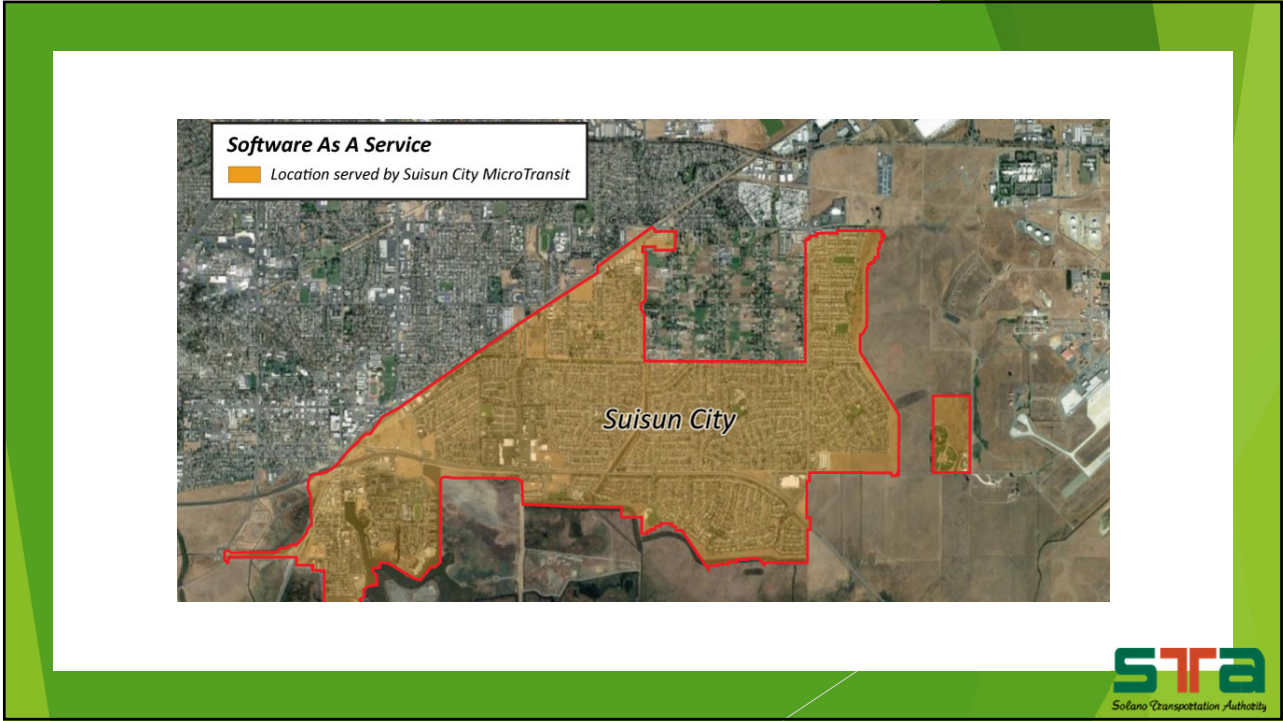 Software As A Service
Location served by Suisun City MicroTransit
Suisun City
STA
Solano Transportation Authority